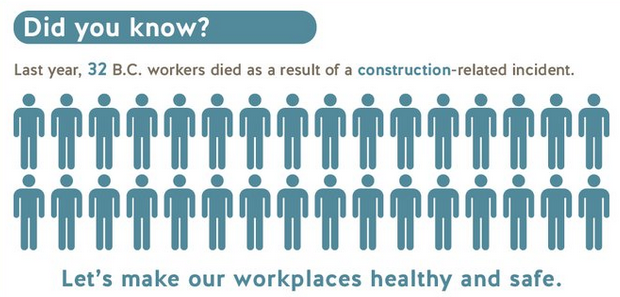 Did you know?
Last year, 32 B.C. workers died as a result of a construction-related incident.
Let's make our workplaces healthy and safe.